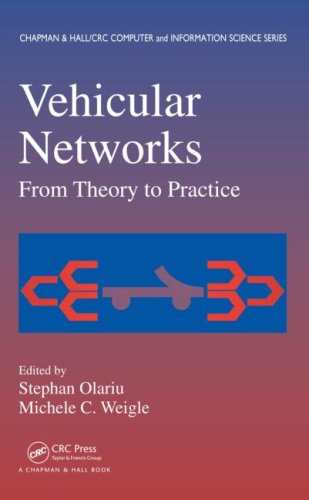 CHAPMAN & HALL/CRC COMPUTER and INFORMATION SCIENCE SERIES
Vehicular
Networks
From Theory to Practice
Edited by
Stephan Olariu
Michele C. Weigle
CRC Press
Taylor & Francis Group
A CHAPMAN & HALL BOOK